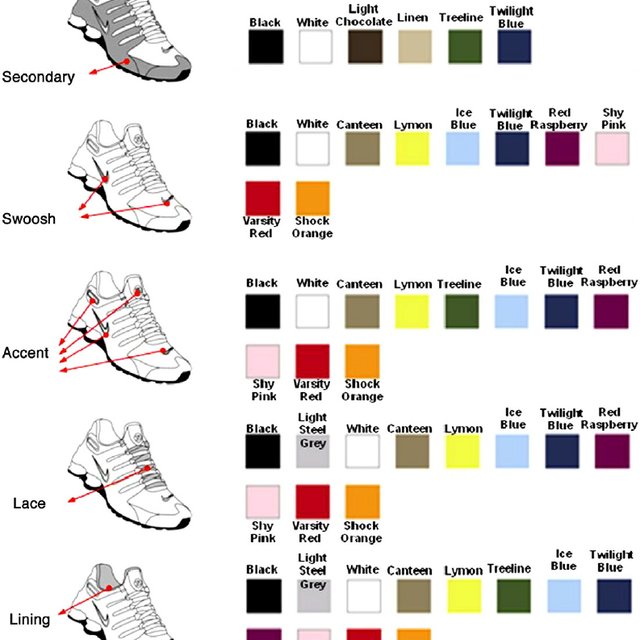 Secondary
Black White Light Chocolate Linen Treeline Twilight Blue
Swoosh
Black White Canteen Lymon Ice Blue Twilight Blue Red Raspberry Shy Pink
Varsity Red Shock Orange
Accent
Black White Canteen Lymon Treeline Ice Blue Twilight Blue Red Raspberry
Shy Pink Varsity Red Shock Orange
Lace
Black Light Steel Grey White Canteen Lymon Ice Blue Twilight Blue Red Raspberry
Shy Pink Varsity Red Shock Orange
Lining
Black Light Steel Grey White Canteen Lymon Treeline Ice Blue Twilight Blue